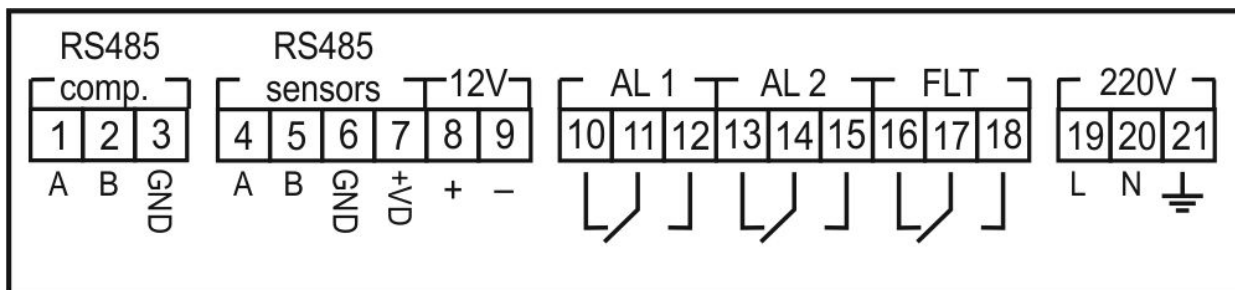 RS485 RS485
comp. sensors 12V AL 1 AL 2 FLT 220V
1 2 3 4 5 6 7 8 9 10 11 12 13 14 15 16 17 18 19 20 21
A B GND A B GND +VD + – L N